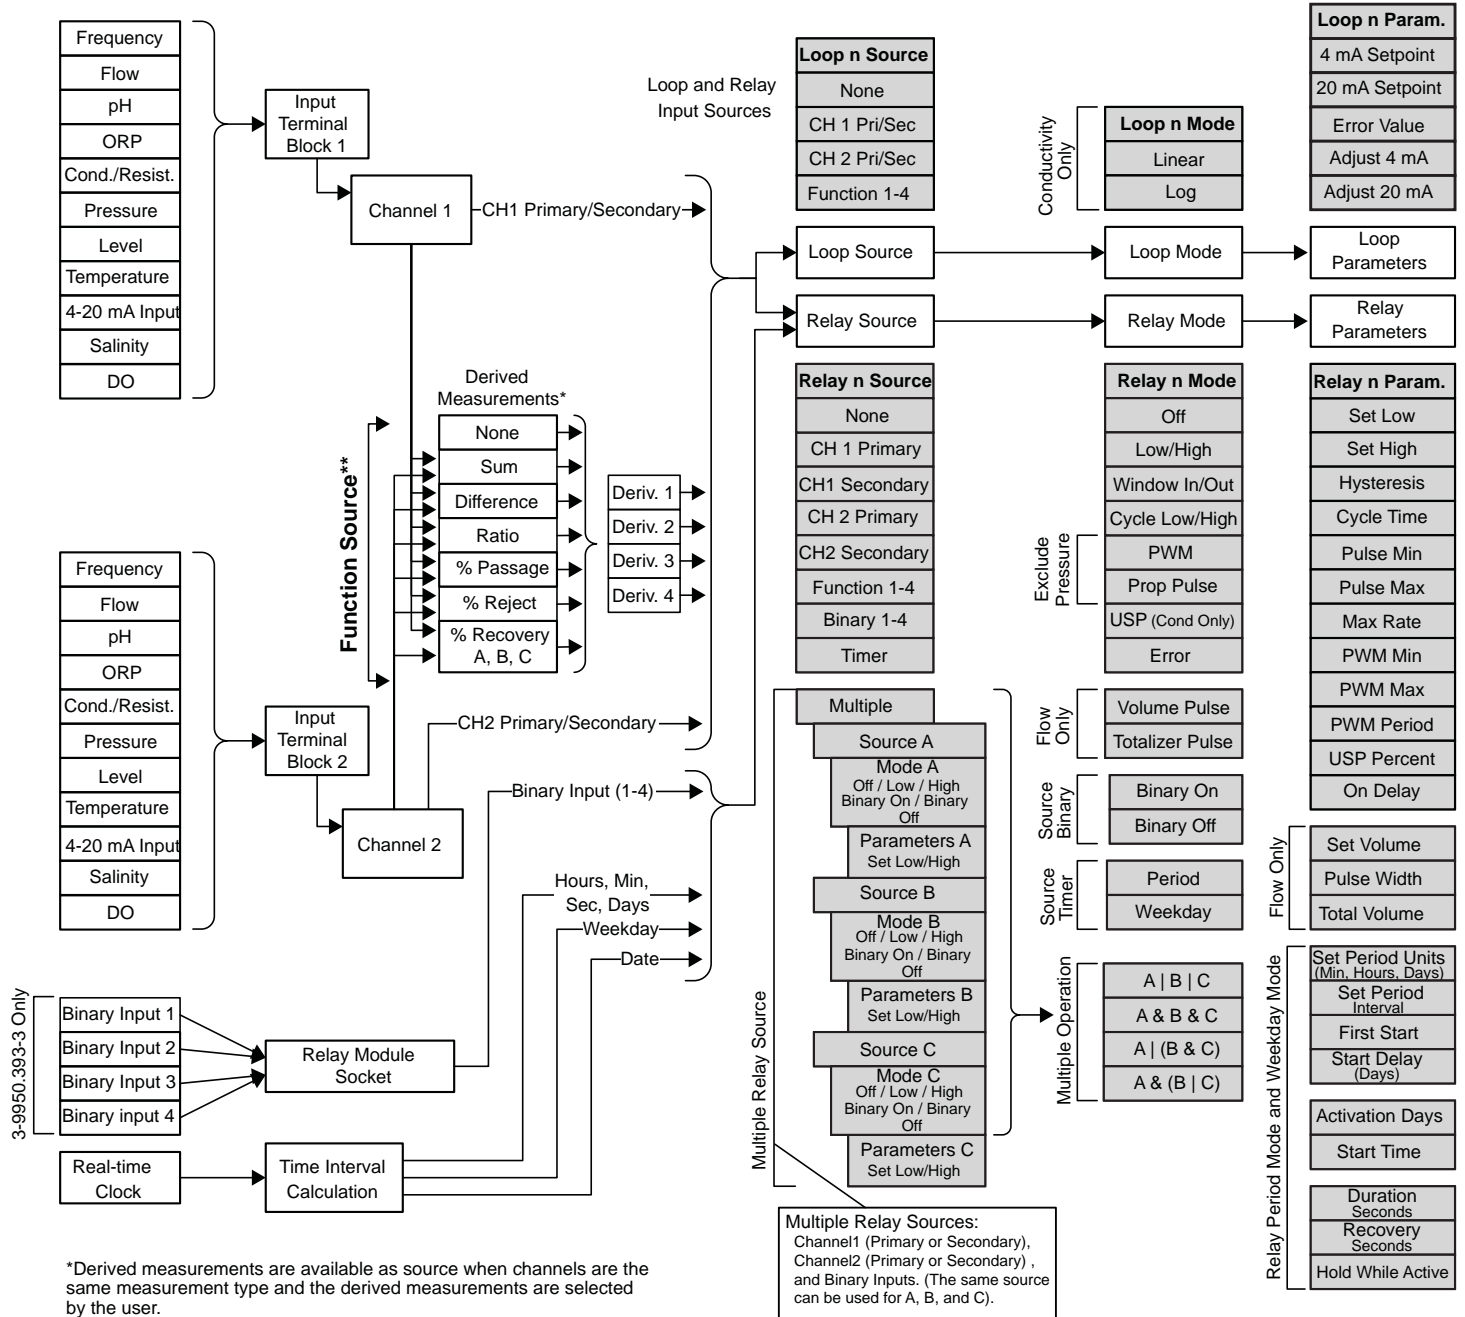 Frequency
Flow
pH
ORP
Cond./Resist.
Pressure
Level
Temperature
4-20 mA Input
Salinity
DO
Input
Terminal
Block 1
Channel 1
CH1 Primary/Secondary
Loop and Relay
Input Sources
Loop n Source
None
CH 1 Pri/Sec
CH 2 Pri/Sec
Function 1-4
Conductivity
Only
Loop n Mode
Linear
Log
Loop n Param.
4 mA Setpoint
20 mA Setpoint
Error Value
Adjust 4 mA
Adjust 20 mA
Loop Source
Loop Mode
Loop
Parameters
Relay Source
Relay Mode
Relay
Parameters
Function Source**
Derived
Measurements*
None
Sum
Difference
Ratio
% Passage
% Reject
% Recovery
A, B, C
Deriv. 1
Deriv. 2
Deriv. 3
Deriv. 4
Frequency
Flow
pH
ORP
Cond./Resist.
Pressure
Level
Temperature
4-20 mA Input
Salinity
DO
Input
Terminal
Block 2
Channel 2
CH2 Primary/Secondary
Binary Input (1-4)
Hours, Min,
Sec, Days
Weekday
Date
3-9950.393-3 Only
Binary Input 1
Binary Input 2
Binary Input 3
Binary input 4
Relay Module
Socket
Real-time
Clock
Time Interval
Calculation
Relay n Source
None
CH 1 Primary
CH1 Secondary
CH 2 Primary
CH2 Secondary
Function 1-4
Binary 1-4
Timer
Multiple Relay Source
Multiple
Source A
Mode A
Off / Low / High
Binary On / Binary
Off
Parameters A
Set Low/High
Source B
Mode B
Off / Low / High
Binary On / Binary
Off
Parameters B
Set Low/High
Source C
Mode C
Off / Low / High
Binary On / Binary
Off
Parameters C
Set Low/High
Multiple Relay Sources:
Channel1 (Primary or Secondary),
Channel2 (Primary or Secondary) ,
and Binary Inputs. (The same source
can be used for A, B, and C).
Relay n Mode
Off
Low/High
Window In/Out
Cycle Low/High
Exclude
Pressure
PWM
Prop Pulse
USP (Cond Only)
Error
Flow
Only
Volume Pulse
Totalizer Pulse
Source
Binary
Binary On
Binary Off
Source
Timer
Period
Weekday
Multiple Operation
A | B | C
A & B & C
A | (B & C)
A & (B | C)
Relay n Param.
Set Low
Set High
Hysteresis
Cycle Time
Pulse Min
Pulse Max
Max Rate
PWM Min
PWM Max
PWM Period
USP Percent
On Delay
Flow Only
Set Volume
Pulse Width
Total Volume
Relay Period Mode and Weekday Mode
Set Period Units
(Min, Hours, Days)
Set Period
Interval
First Start
Start Delay
(Days)
Activation Days
Start Time
Duration
Seconds
Recovery
Seconds
Hold While Active
*Derived measurements are available as source when channels are the
same measurement type and the derived measurements are selected
by the user.